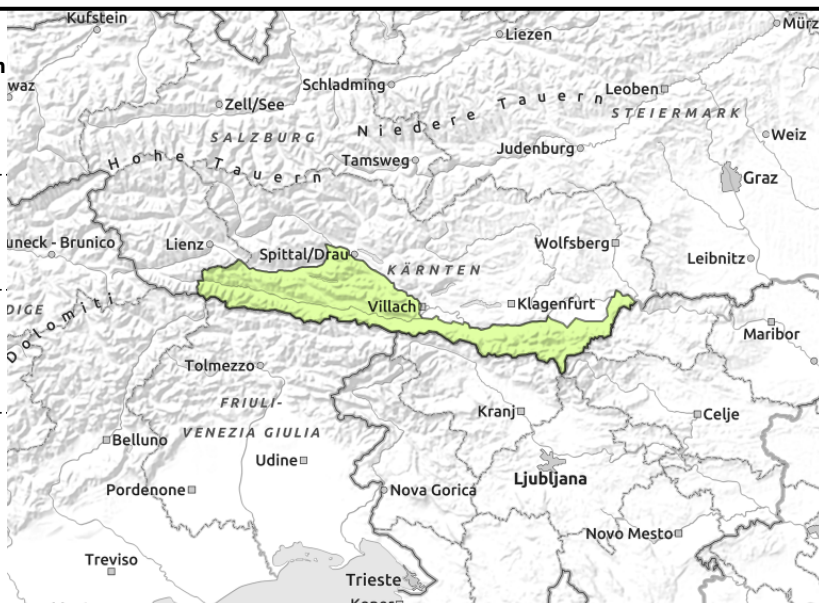 Kufstein
Liezen
Mürz
n
waz
Schladming
Leoben
Zell/See
Niedere Tauern
STEIERMARK
SALZBURG
Weiz
Judenburg
Hohe Tauern
Tamsweg
Graz
uneck - Brunico
Lienz
Wolfsberg
Spittal/Drau
Leibnitz
KÄRNTEN
DIGE
Villach
Klagenfurt
Dolomiti
Maribor
Tolmezzo
FRIULI-
VENEZIA GIULIA
Kranj
Celje
Belluno
Udine
Ljubljana
Pordenone
Nova Gorica
Novo Mesto
Treviso
Trieste
Koper